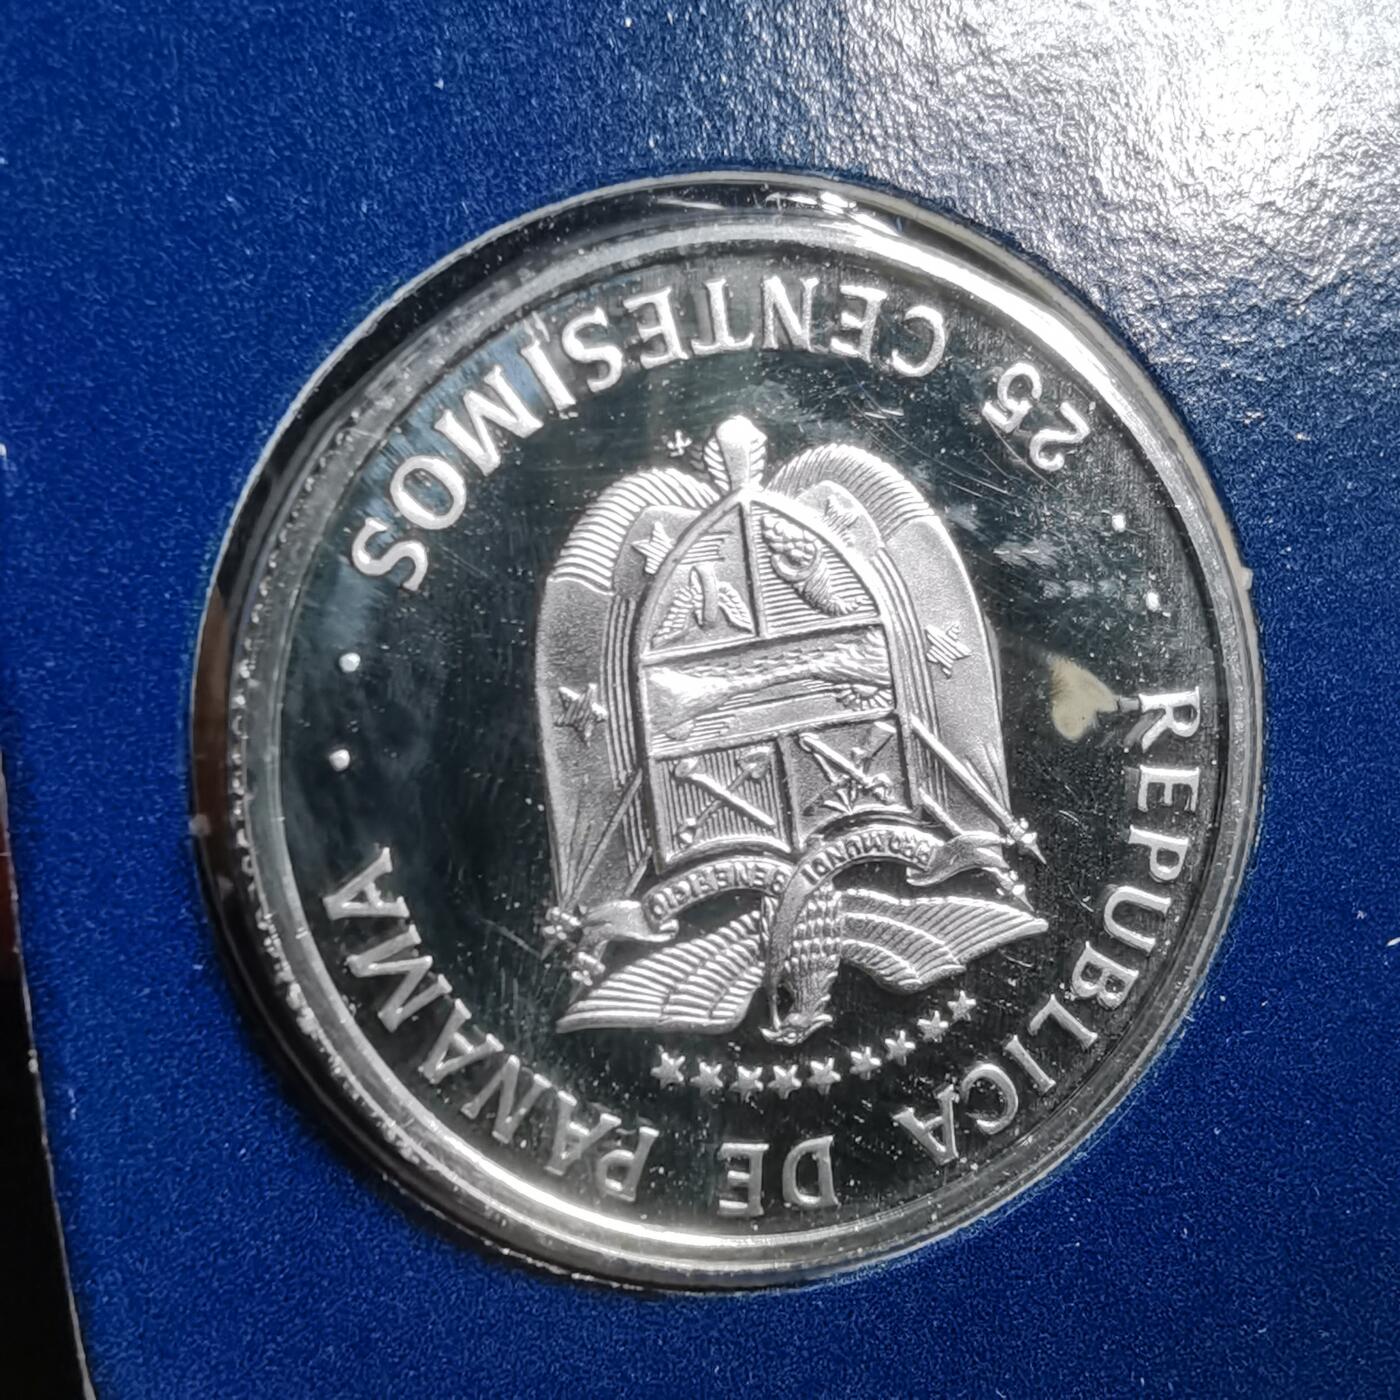 REPUBLICA DE PANAMA
PRO MUNDI BENEFICIO
25 CENTESIMOS